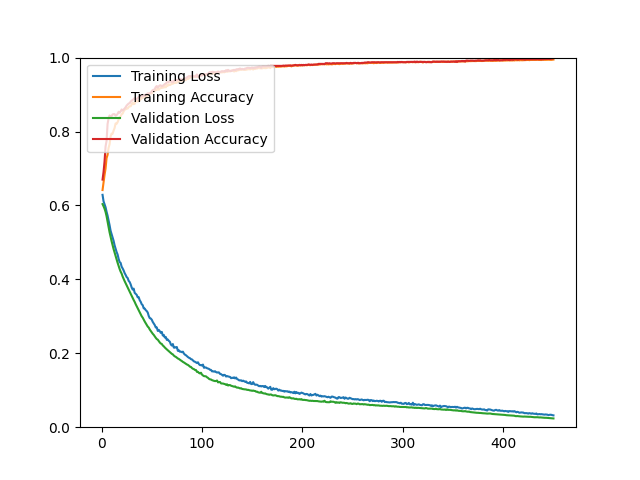 Training Loss
Training Accuracy
Validation Loss
Validation Accuracy
1.0
0.8
0.6
0.4
0.2
0.0
0 100 200 300 400